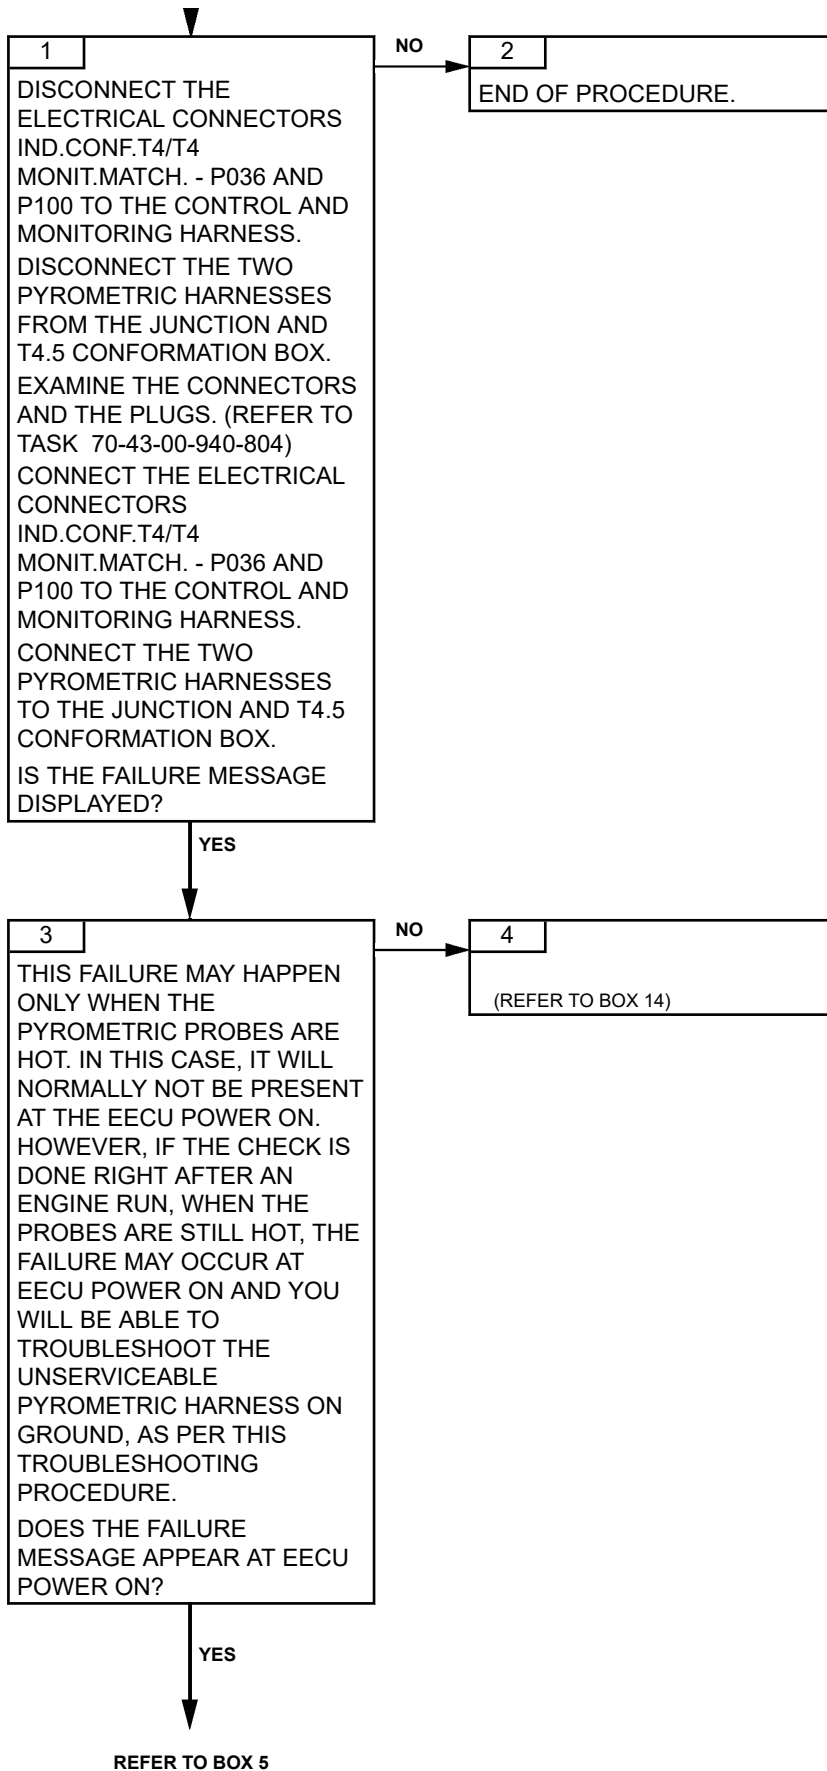 1
DISCONNECT THE
ELECTRICAL CONNECTORS
IND.CONF.T4/T4
MONIT.MATCH. - P036 AND
P100 TO THE CONTROL AND
MONITORING HARNESS.
DISCONNECT THE TWO
PYROMETRIC HARNESSES
FROM THE JUNCTION AND
T4.5 CONFORMATION BOX.
EXAMINE THE CONNECTORS
AND THE PLUGS. (REFER TO
TASK  70-43-00-940-804)
CONNECT THE ELECTRICAL
CONNECTORS
IND.CONF.T4/T4
MONIT.MATCH. - P036 AND
P100 TO THE CONTROL AND
MONITORING HARNESS.
CONNECT THE TWO
PYROMETRIC HARNESSES
TO THE JUNCTION AND T4.5
CONFORMATION BOX.
IS THE FAILURE MESSAGE
DISPLAYED?
NO
2
END OF PROCEDURE.
YES
3
THIS FAILURE MAY HAPPEN
ONLY WHEN THE
PYROMETRIC PROBES ARE
HOT. IN THIS CASE, IT WILL
NORMALLY NOT BE PRESENT
AT THE EECU POWER ON.
HOWEVER, IF THE CHECK IS
DONE RIGHT AFTER AN
ENGINE RUN, WHEN THE
PROBES ARE STILL HOT, THE
FAILURE MAY OCCUR AT
EECU POWER ON AND YOU
WILL BE ABLE TO
TROUBLESHOOT THE
UNSERVICEABLE
PYROMETRIC HARNESS ON
GROUND, AS PER THIS
TROUBLESHOOTING
PROCEDURE.
DOES THE FAILURE
MESSAGE APPEAR AT EECU
POWER ON?
NO
4
(REFER TO BOX 14)
YES
REFER TO BOX 5